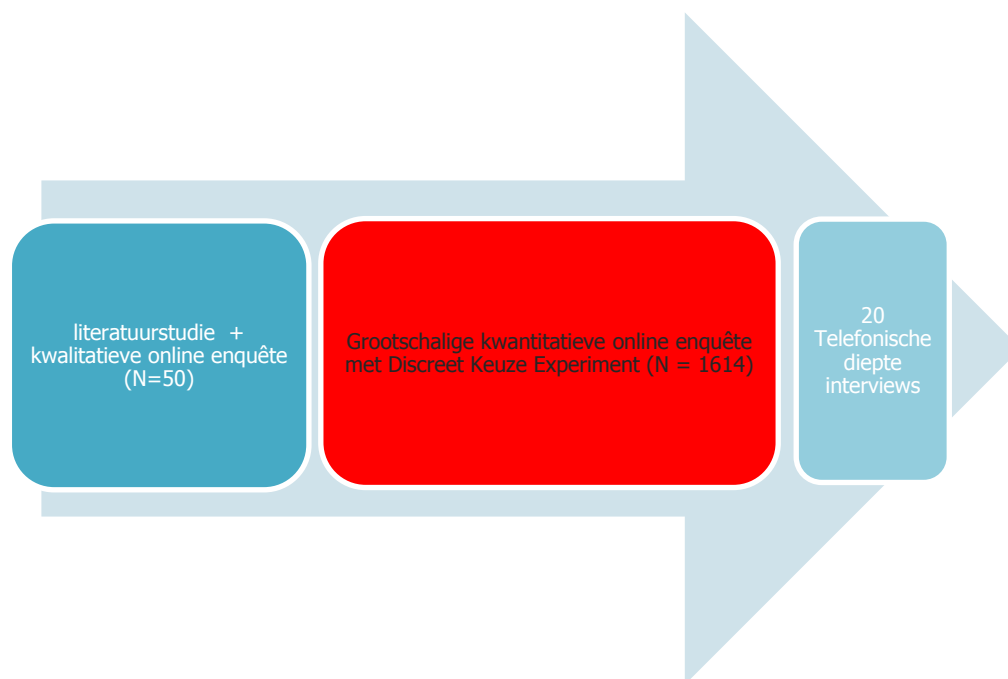 literatuurstudie +
kwalitatieve online enquête
(N=50)
Grootschalige kwantitatieve online enquête
met Discreet Keuze Experiment (N = 1614)
20
Telefonische
diepte
interviews